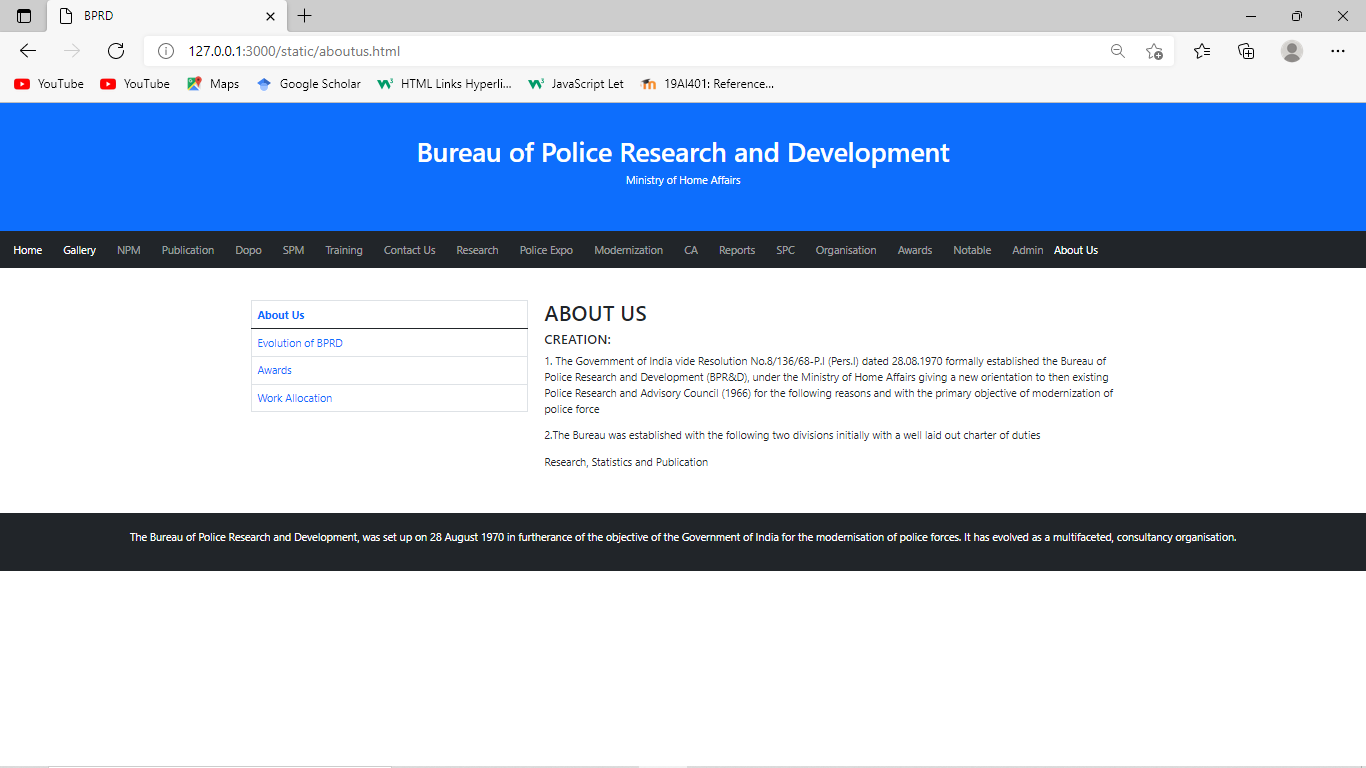 BPRD
127.0.0.1:3000/static/aboutus.html
YouTube YouTube Maps Google Scholar HTML Links Hyperli... JavaScript Let 19AI401: Reference...
Bureau of Police Research and Development
Ministry of Home Affairs
Home Gallery NPM Publication Dopo SPM Training Contact Us Research Police Expo Modernization CA Reports SPC Organisation Awards Notable Admin About Us
About Us
Evolution of BPRD
Awards
Work Allocation
ABOUT US
CREATION:
1. The Government of India vide Resolution No.8/136/68-P.I (Pers.I) dated 28.08.1970 formally established the Bureau of
Police Research and Development (BPR&D), under the Ministry of Home Affairs giving a new orientation to then existing
Police Research and Advisory Council (1966) for the following reasons and with the primary objective of modernization of
police force
2.The Bureau was established with the following two divisions initially with a well laid out charter of duties
Research, Statistics and Publication
The Bureau of Police Research and Development, was set up on 28 August 1970 in furtherance of the objective of the Government of India for the modernisation of police forces. It has evolved as a multifaceted, consultancy organisation.